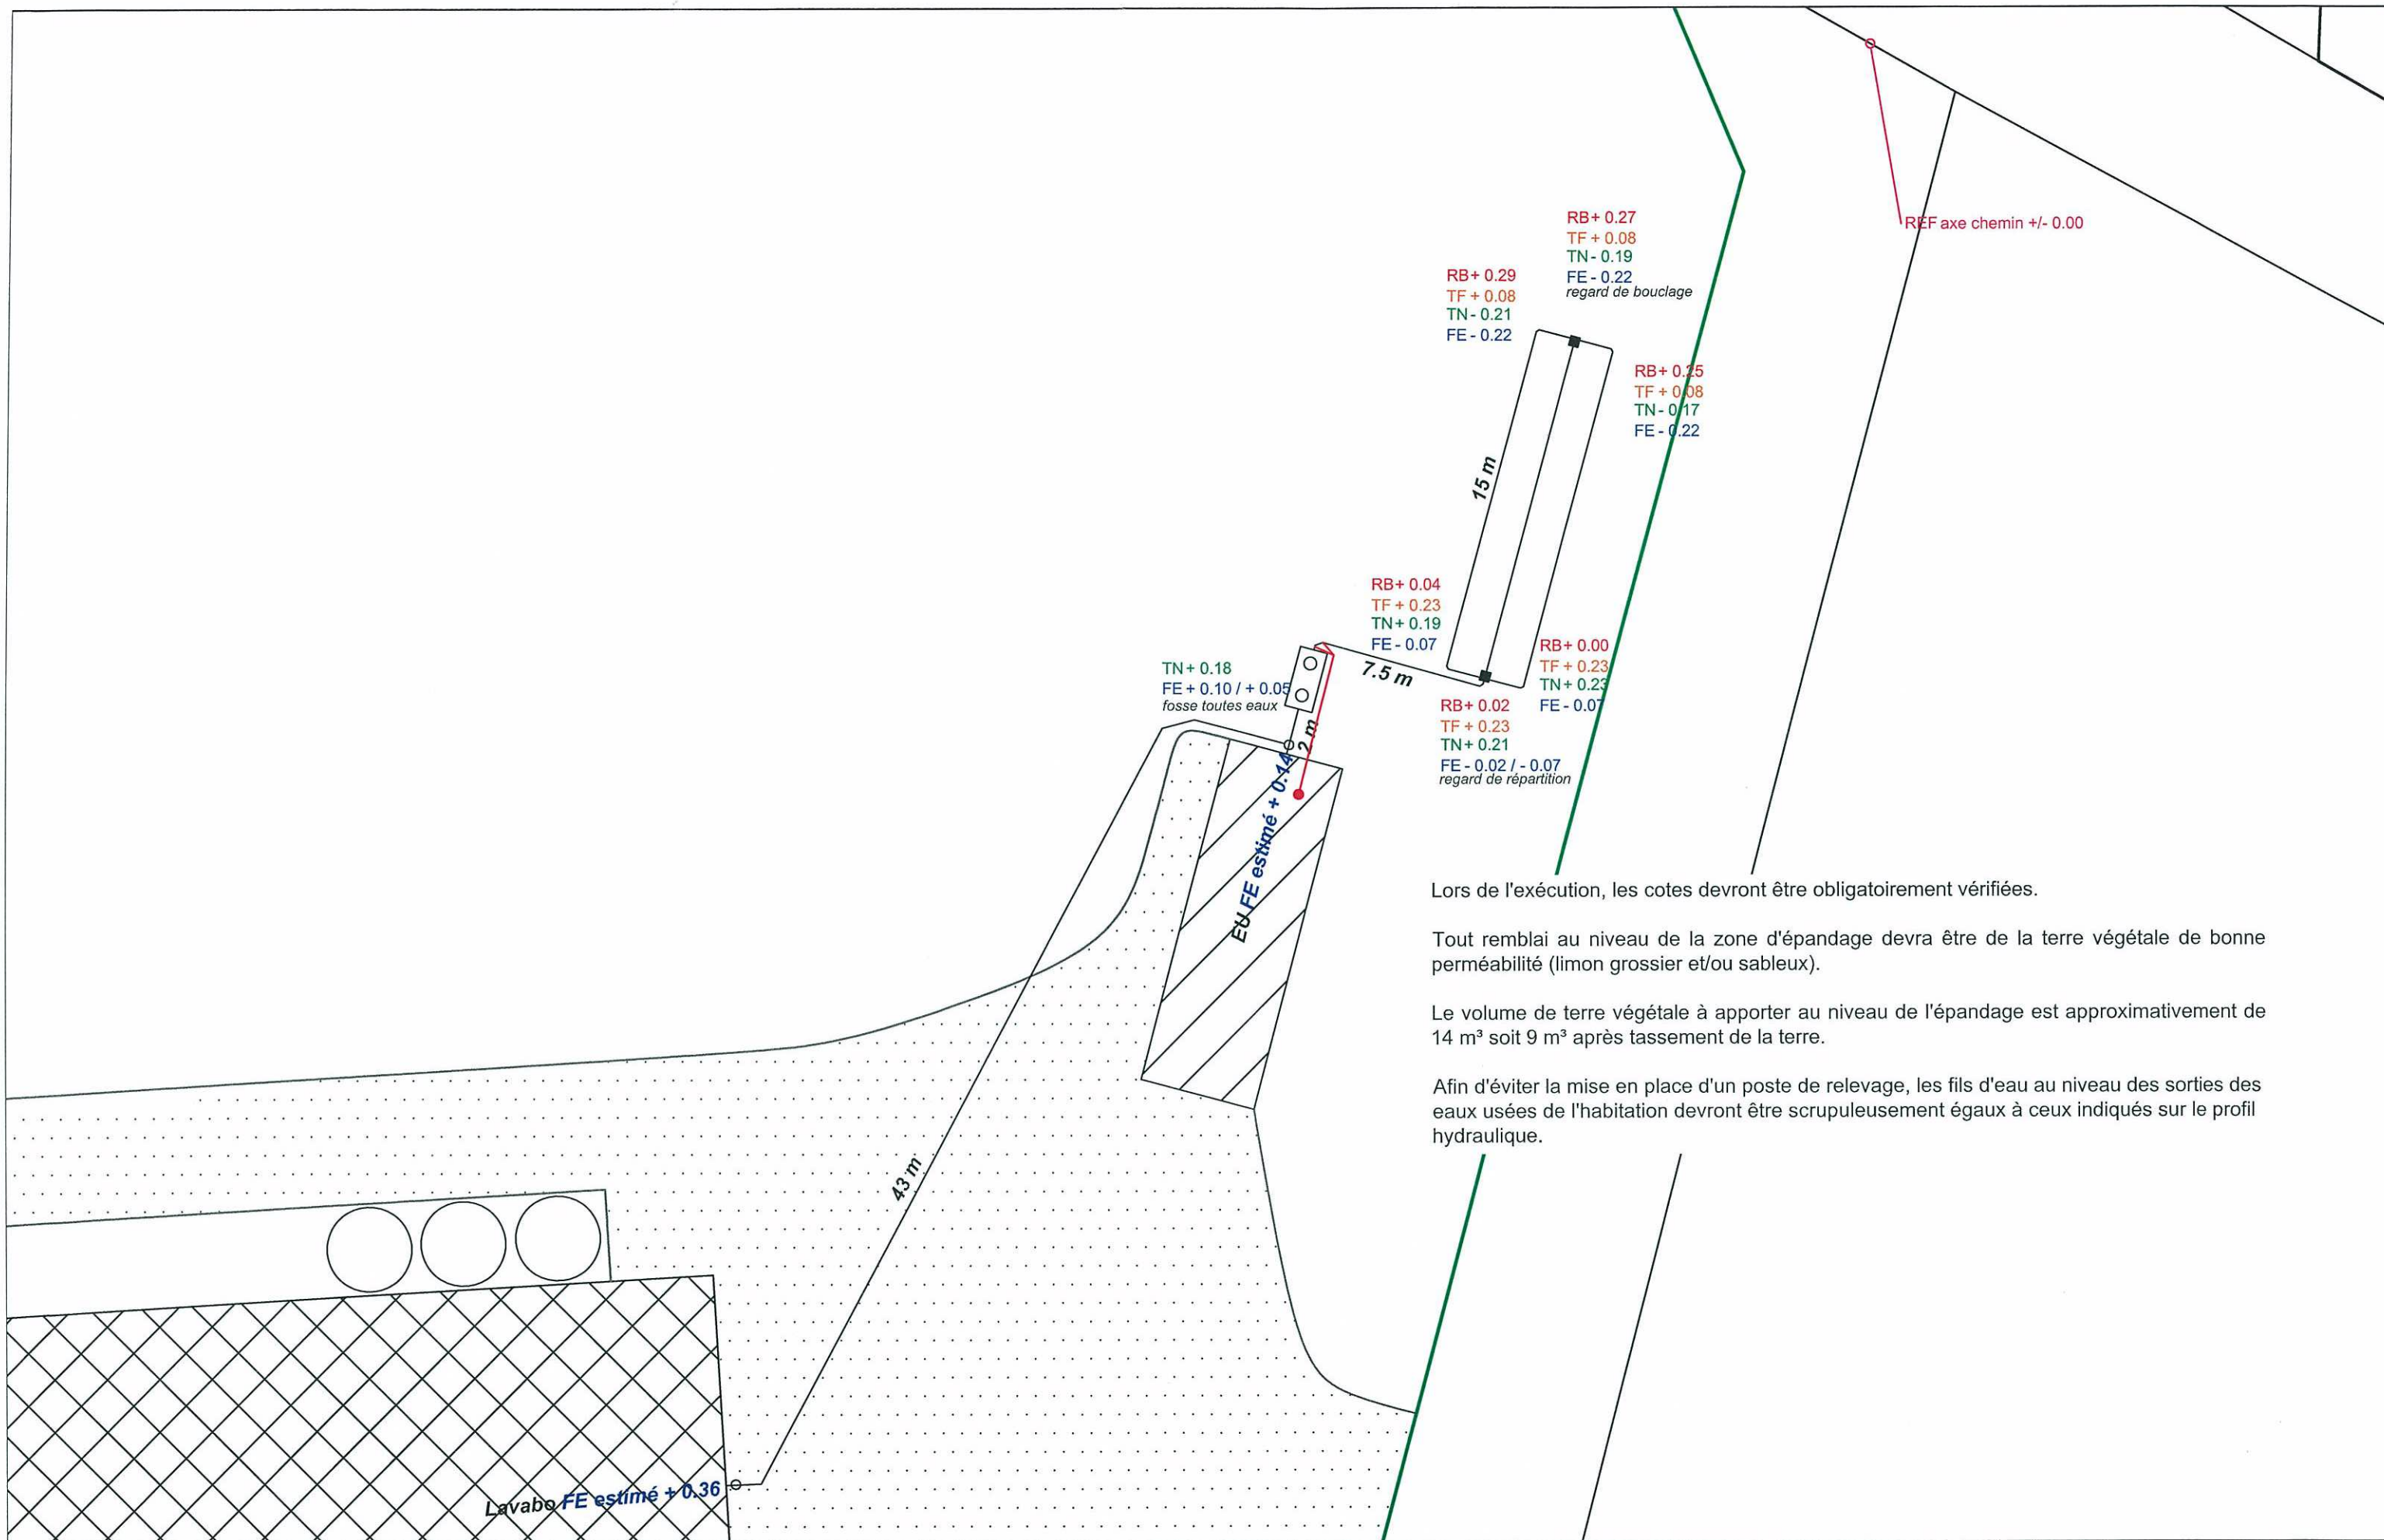 REF axe chemin +/- 0.00
RB+ 0.27
TF + 0.08
TN - 0.19
FE - 0.22
regard de bouclage
RB+ 0.29
TF + 0.08
TN - 0.21
FE - 0.22
RB+ 0.25
TF + 0.08
TN - 0.17
FE - 0.22
15 m
RB+ 0.04
TF + 0.23
TN+ 0.19
FE - 0.07
7.5 m
RB+ 0.00
TF + 0.23
TN+ 0.23
FE - 0.07
TN+ 0.18
FE + 0.10 / + 0.05
fosse toutes eaux
RB+ 0.02
TF + 0.23
TN+ 0.21
FE - 0.02 / - 0.07
regard de répartition
2 m
EU FE estimé + 0.14
Lors de l'exécution, les cotes devront être obligatoirement vérifiées.
Tout remblai au niveau de la zone d'épandage devra être de la terre végétale de bonne
perméabilité (limon grossier et/ou sableux).
Le volume de terre végétale à apporter au niveau de l'épandage est approximativement de
14 m³ soit 9 m³ après tassement de la terre.
Afin d'éviter la mise en place d'un poste de relevage, les fils d'eau au niveau des sorties des
eaux usées de l'habitation devront être scrupuleusement égaux à ceux indiqués sur le profil
hydraulique.
43 m
Lavabo FE estimé + 0.36